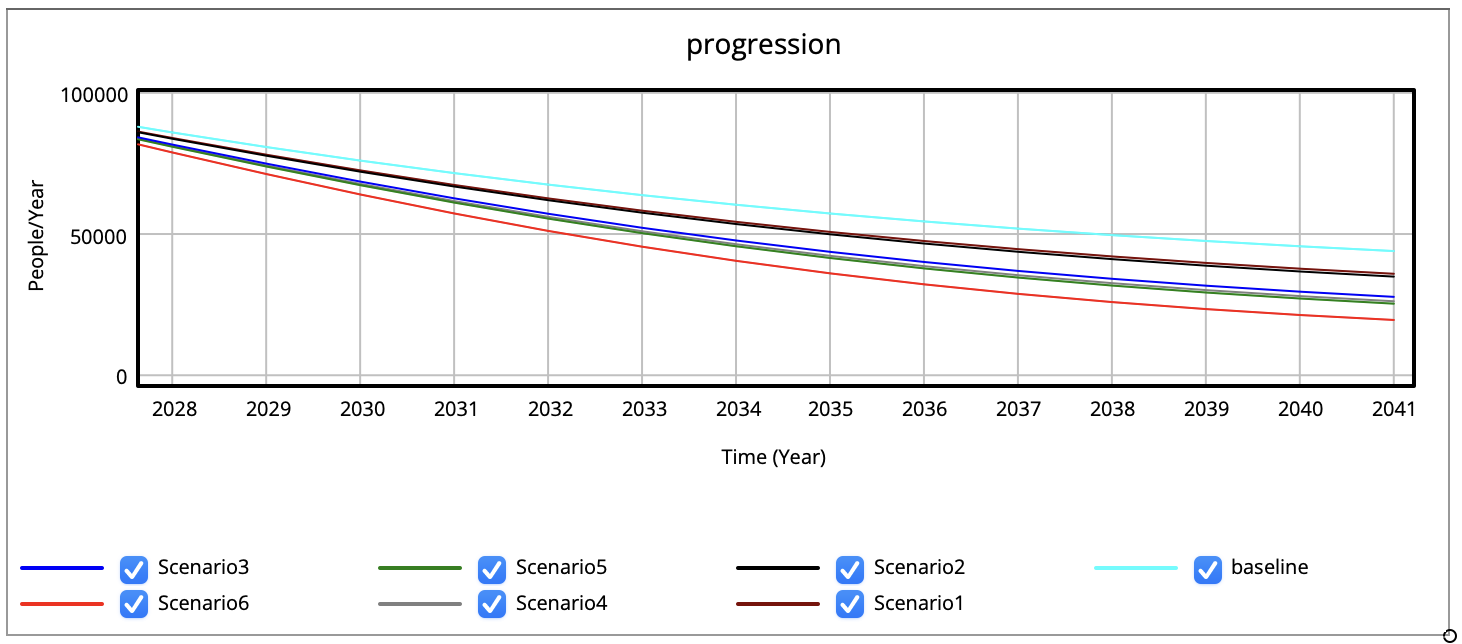 progression
100000
50000
0
People/Year
2028 2029 2030 2031 2032 2033 2034 2035 2036 2037 2038 2039 2040 2041
Time (Year)
Scenario3 Scenario5 Scenario2 baseline
Scenario6 Scenario4 Scenario1